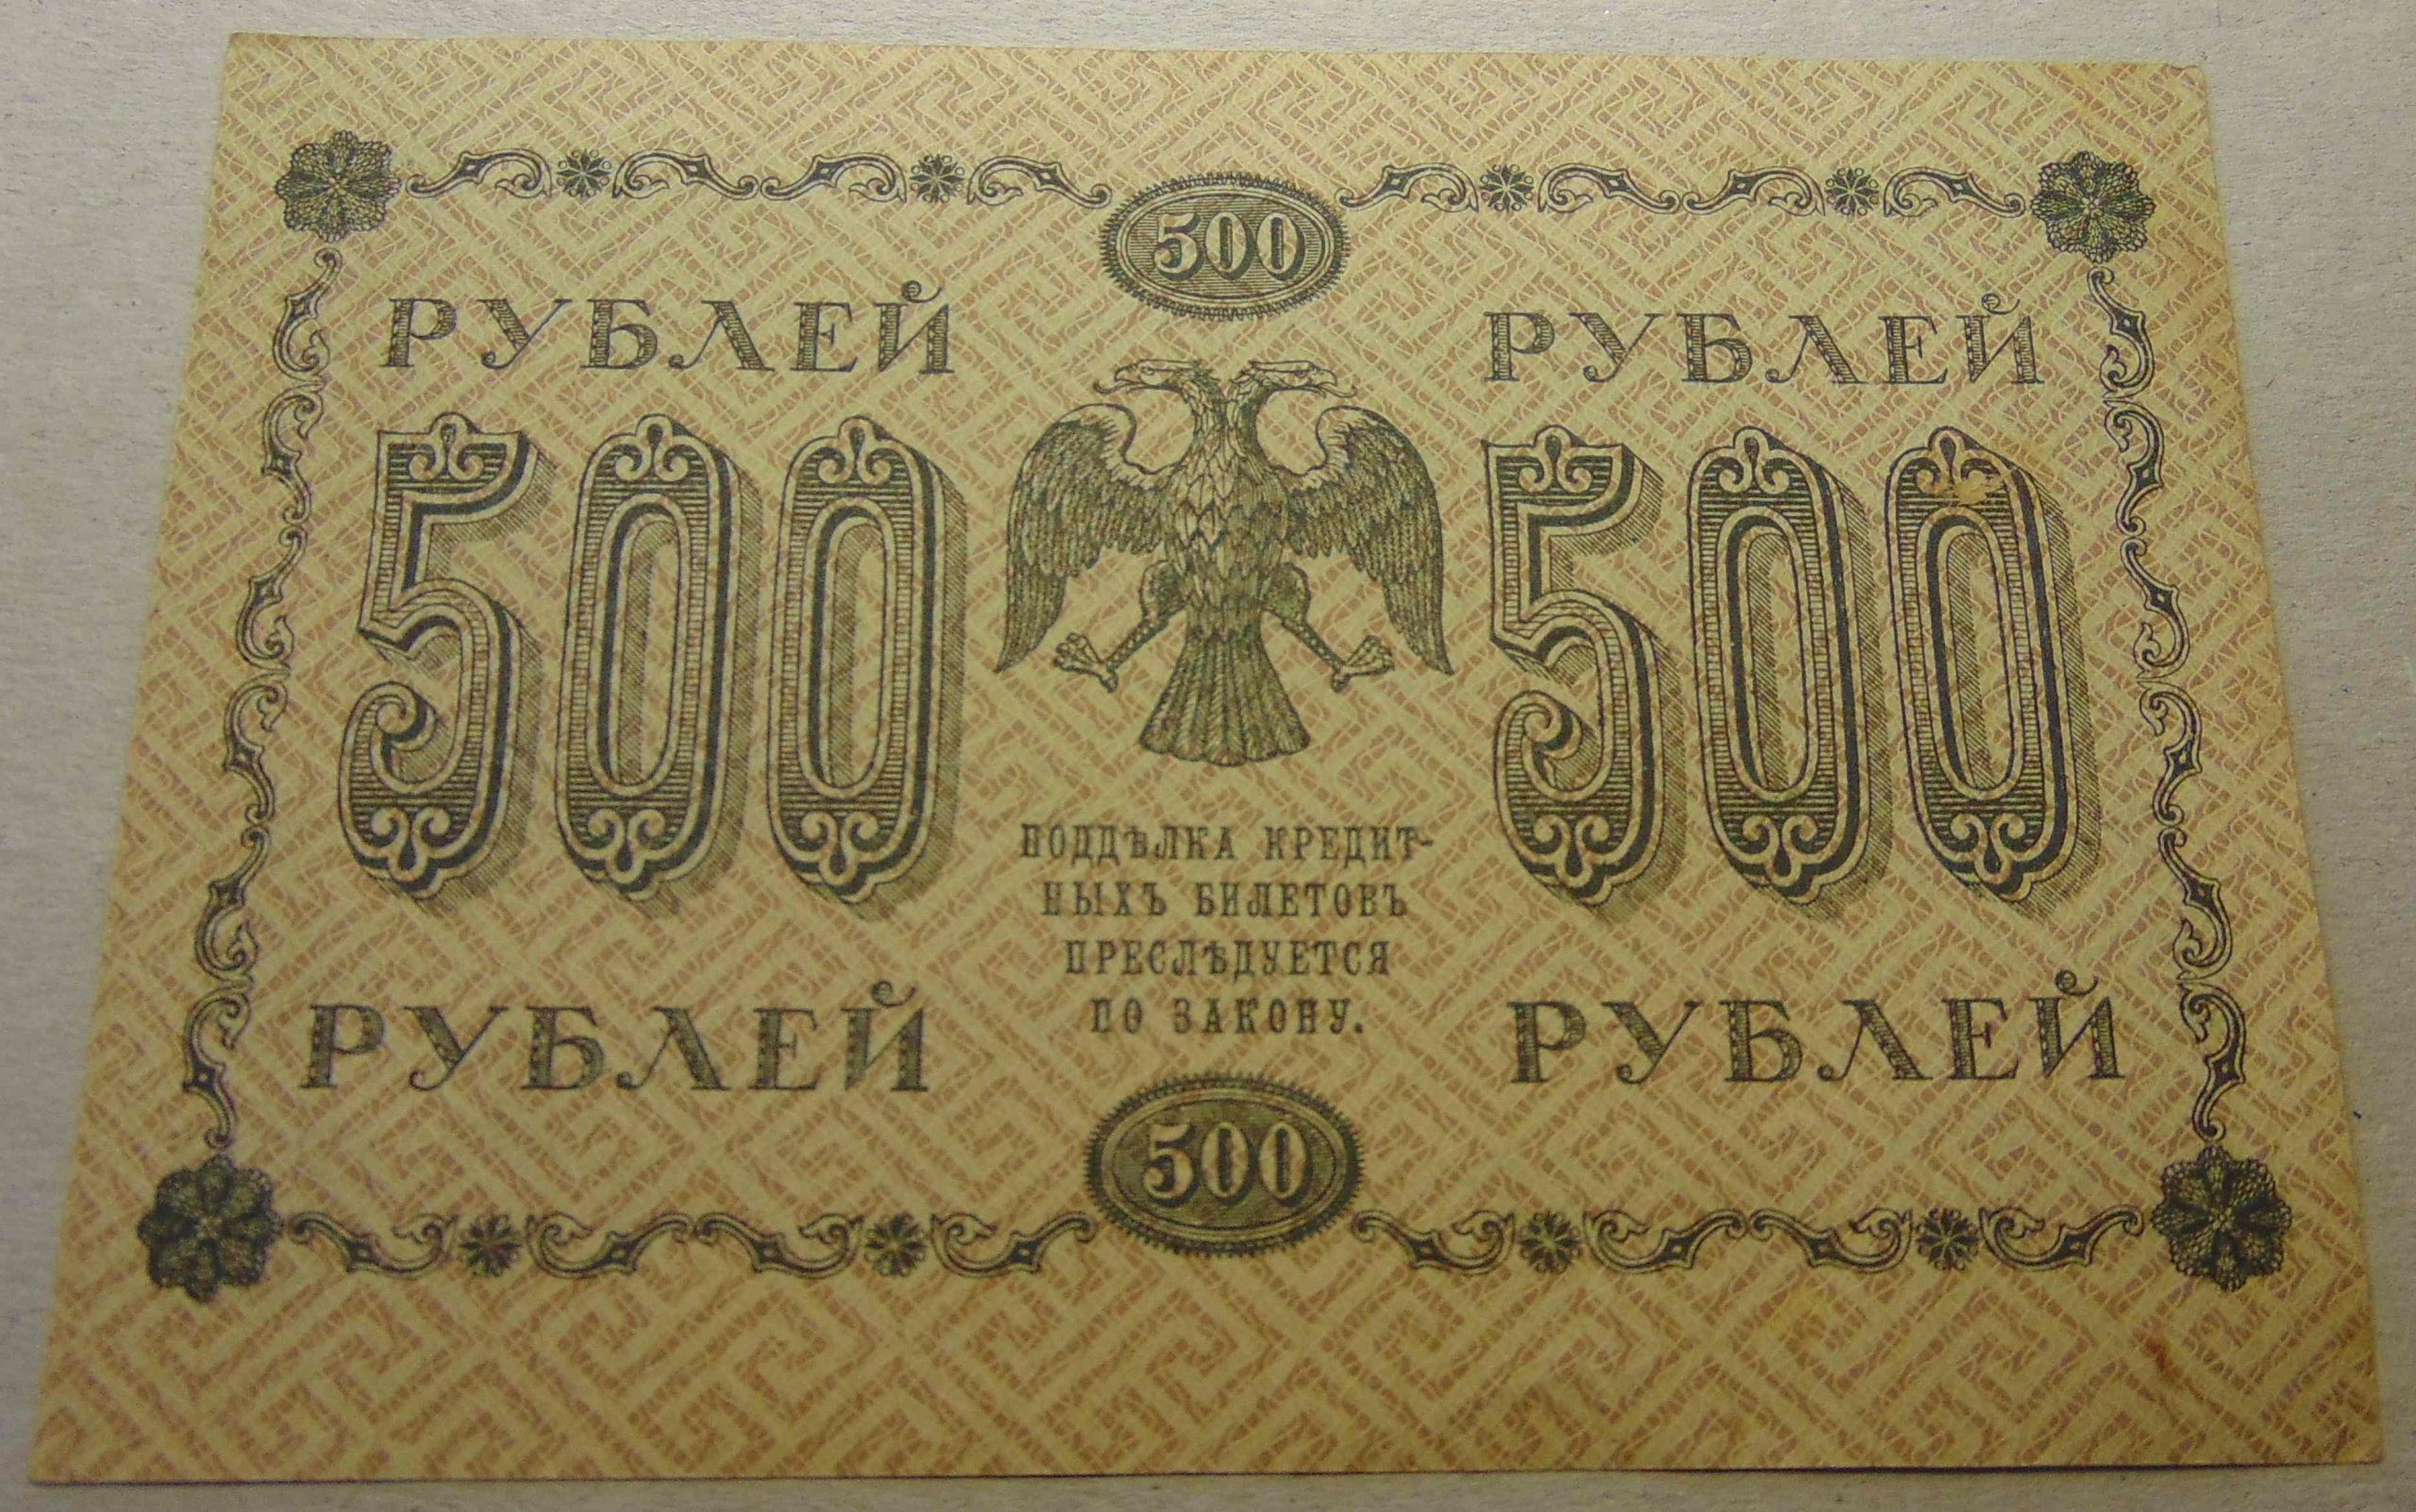 500
РУБЛЕЙ РУБЛЕЙ
500 500
ПОДДѢЛКА КРЕДИТ-
НЫХЪ БИЛЕТОВЪ
ПРЕСЛѢДУЕТСЯ
ПО ЗАКОНУ.
РУБЛЕЙ РУБЛЕЙ
500